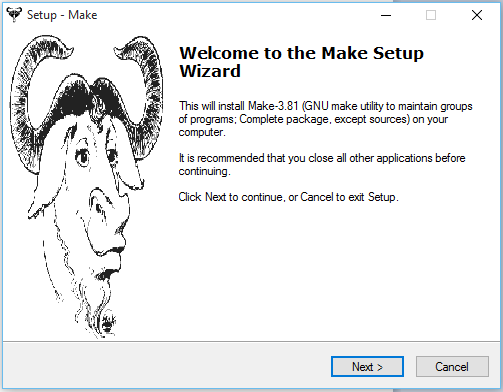 Setup - Make
Welcome to the Make Setup
Wizard
This will install Make-3.81 (GNU make utility to maintain groups
of programs; Complete package, except sources) on your
computer.
It is recommended that you close all other applications before
continuing.
Click Next to continue, or Cancel to exit Setup.
Next >
Cancel